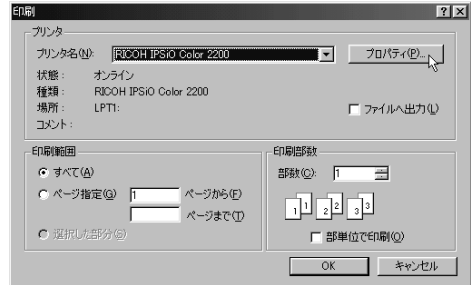 印刷
プリンタ
プリンタ名(N): RICOH IPSiO Color 2200 プロパティ(P)...
状態： オンライン
種類： RICOH IPSiO Color 2200
場所： LPT1:
コメント： ファイルへ出力(L)
印刷範囲
すべて(A)
ページ指定(G) 1 ページから(F)
ページまで(T)
選択した部分(S)
印刷部数
部数(C): 1
1 1 2 2 3 3
部単位で印刷(O)
OK キャンセル